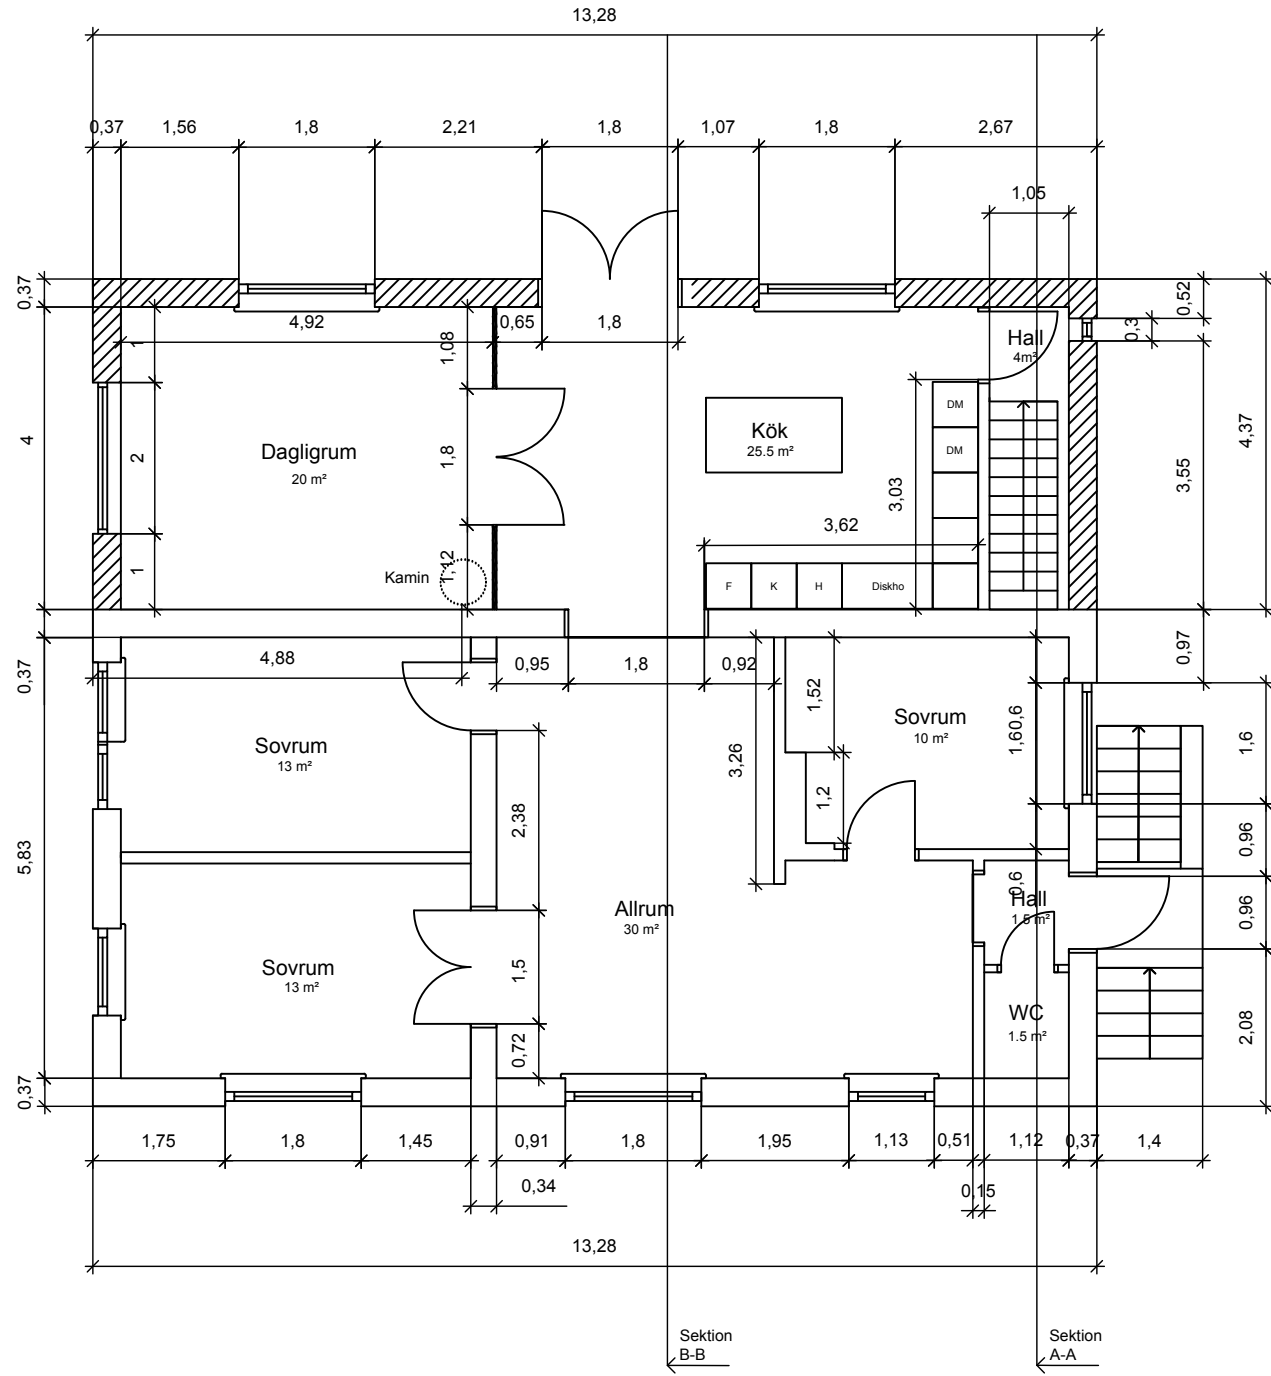 13,28
0,37 1,56 1,8 2,21 1,8 1,07 1,8 2,67
1,05
0,37
0,52
4,92
0,65
1,8
1
1,08
Hall
4m²
0,3
4
2
1,8
Dagligrum
20 m²
Kök
25.5 m²
DM
DM
3,03
3,62
3,55
4,37
1
1,12
Kamin
F
K
H
Diskho
0,37
4,88
0,95
1,8
0,92
0,97
1,52
3,26
Sovrum
10 m²
1,6
0,6
1,6
Sovrum
13 m²
1,2
2,38
5,83
0,96
0,6
Hall
1.5 m²
0,96
Allrum
30 m²
Sovrum
13 m²
1,5
WC
1.5 m²
0,72
2,08
0,37
1,75 1,8 1,45 0,91 1,8 1,95 1,13 0,51 1,12 0,37 1,4
0,34
0,15
13,28
Sektion
B-B
Sektion
A-A